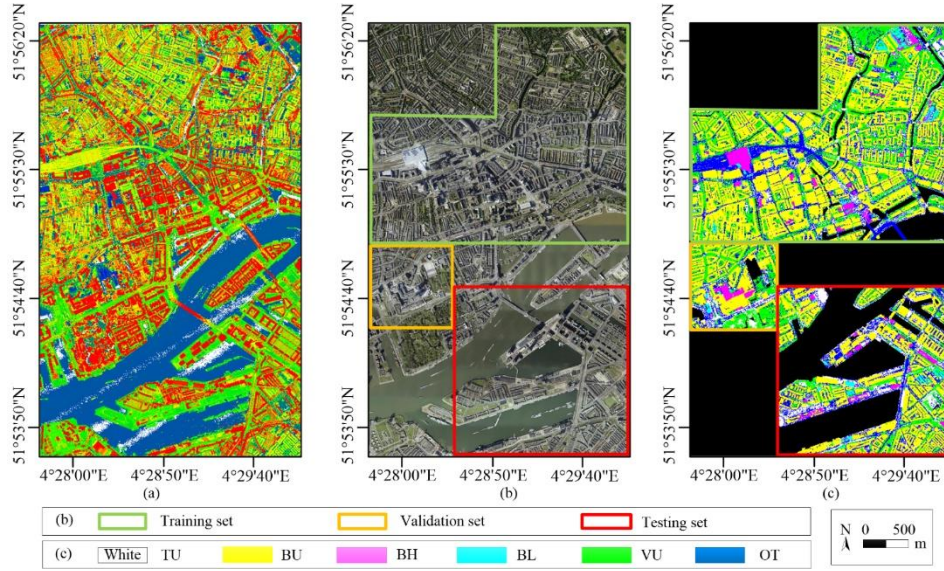 51°56'20"N
51°55'30"N
51°54'40"N
51°53'50"N
4°28'00"E 4°28'50"E 4°29'40"E
(a)
51°56'20"N
51°55'30"N
51°54'40"N
51°53'50"N
4°28'00"E 4°28'50"E 4°29'40"E
(b)
51°56'20"N
51°55'30"N
51°54'40"N
51°53'50"N
4°28'00"E 4°28'50"E 4°29'40"E
(c)
(b) Training set Validation set Testing set
(c) White TU BU BH BL VU OT
N 0 500
m